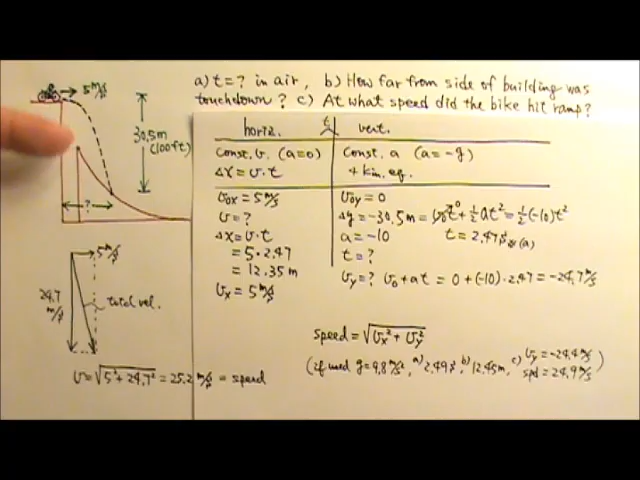 a) t = ? in air, b) How far from side of building was
touchdown? c) At what speed did the bike hit ramp?
5 m/s
30.5m
(100ft)
?
horiz. t vert.
const. v. (a=0) const. a (a=-g)
Δx = v·t + kin. eq.
v₀ₓ = 5 m/s v₀y = 0
v = ? Δy = -30.5m = v₀t + ½at² = ½(-10)t²
Δx = v·t a = -10 t = 2.47 s (a)
= 5·2.47 t = ?
= 12.35 m vy = ? v₀ + at = 0 + (-10)·2.47 = -24.7 m/s
vₓ = 5 m/s
5 m/s
24.7
m/s
total vel.
v = √(5² + 24.7²) = 25.2 m/s = speed
speed = √(vₓ² + vy²)
(if used g = 9.8 m/s², a) 2.49 s, b) 12.45m, c) vy = -24.4 m/s
spd = 24.9 m/s)